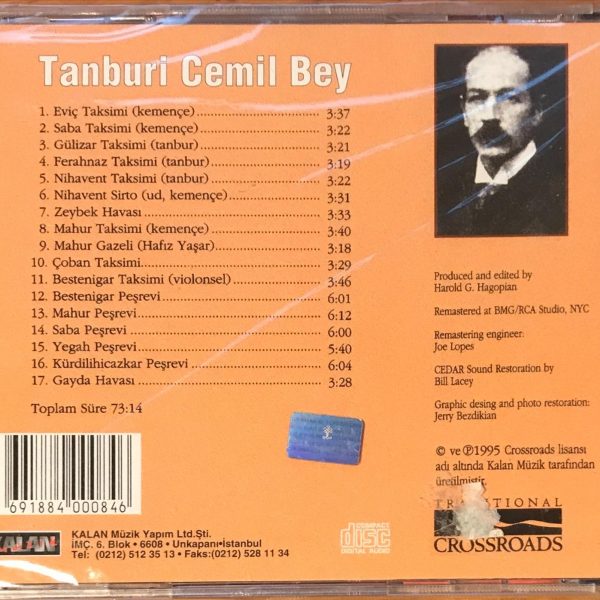 Tanburi Cemil Bey
1. Eviç Taksimi (kemençe) 3:37
2. Saba Taksimi (kemençe) 3:22
3. Gülizar Taksimi (tanbur) 3:21
4. Ferahnaz Taksimi (tanbur) 3:19
5. Nihavent Taksimi (tanbur) 3:22
6. Nihavent Sirto (ud, kemençe) 3:31
7. Zeybek Havası 3:33
8. Mahur Taksimi (kemençe) 3:40
9. Mahur Gazeli (Hafız Yaşar) 3:18
10. Çoban Taksimi 3:29
11. Bestenigar Taksimi (violonsel) 3:46
12. Bestenigar Peşrevi 6:01
13. Mahur Peşrevi 6:12
14. Saba Peşrevi 6:00
15. Yegah Peşrevi 5:40
16. Kürdilihicazkar Peşrevi 6:04
17. Gayda Havası 3:28
Toplam Süre 73:14
Produced and edited by
Harold G. Hagopian
Remastered at BMG/RCA Studio, NYC
Remastering engineer:
Joe Lopes
CEDAR Sound Restoration by
Bill Lacey
Graphic desing and photo restoration:
Jerry Bezdikian
© ve ℗1995 Crossroads lisansı
adı altında Kalan Müzik tarafından
üretilmiştir.
CROSSROADS
691884 000846
KALAN
KALAN Müzik Yapım Ltd.Şti.
İMÇ. 6. Blok • 6608 • Unkapanı•istanbul
Tel: (0212) 512 35 13 • Faks:(0212) 528 11 34
COMPACT
disc
DIGITAL AUDIO